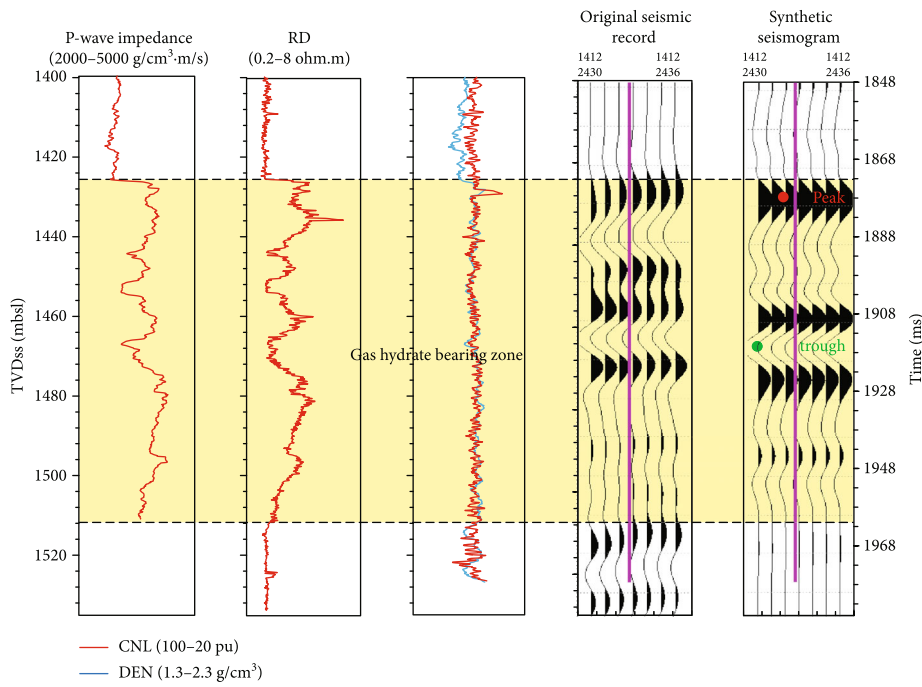 P-wave impedance
(2000–5000 g/cm³·m/s)
RD
(0.2–8 ohm.m)
Original seismic
record
Synthetic
seismogram
1412 1412
2430 2436
1412 1412
2430 2436
1400
1420
1440
1460
1480
1500
1520
TVDss (mbsl)
Gas hydrate bearing zone
Peak
trough
1848
1868
1888
1908
1928
1948
1968
Time (ms)
CNL (100–20 pu)
DEN (1.3–2.3 g/cm³)